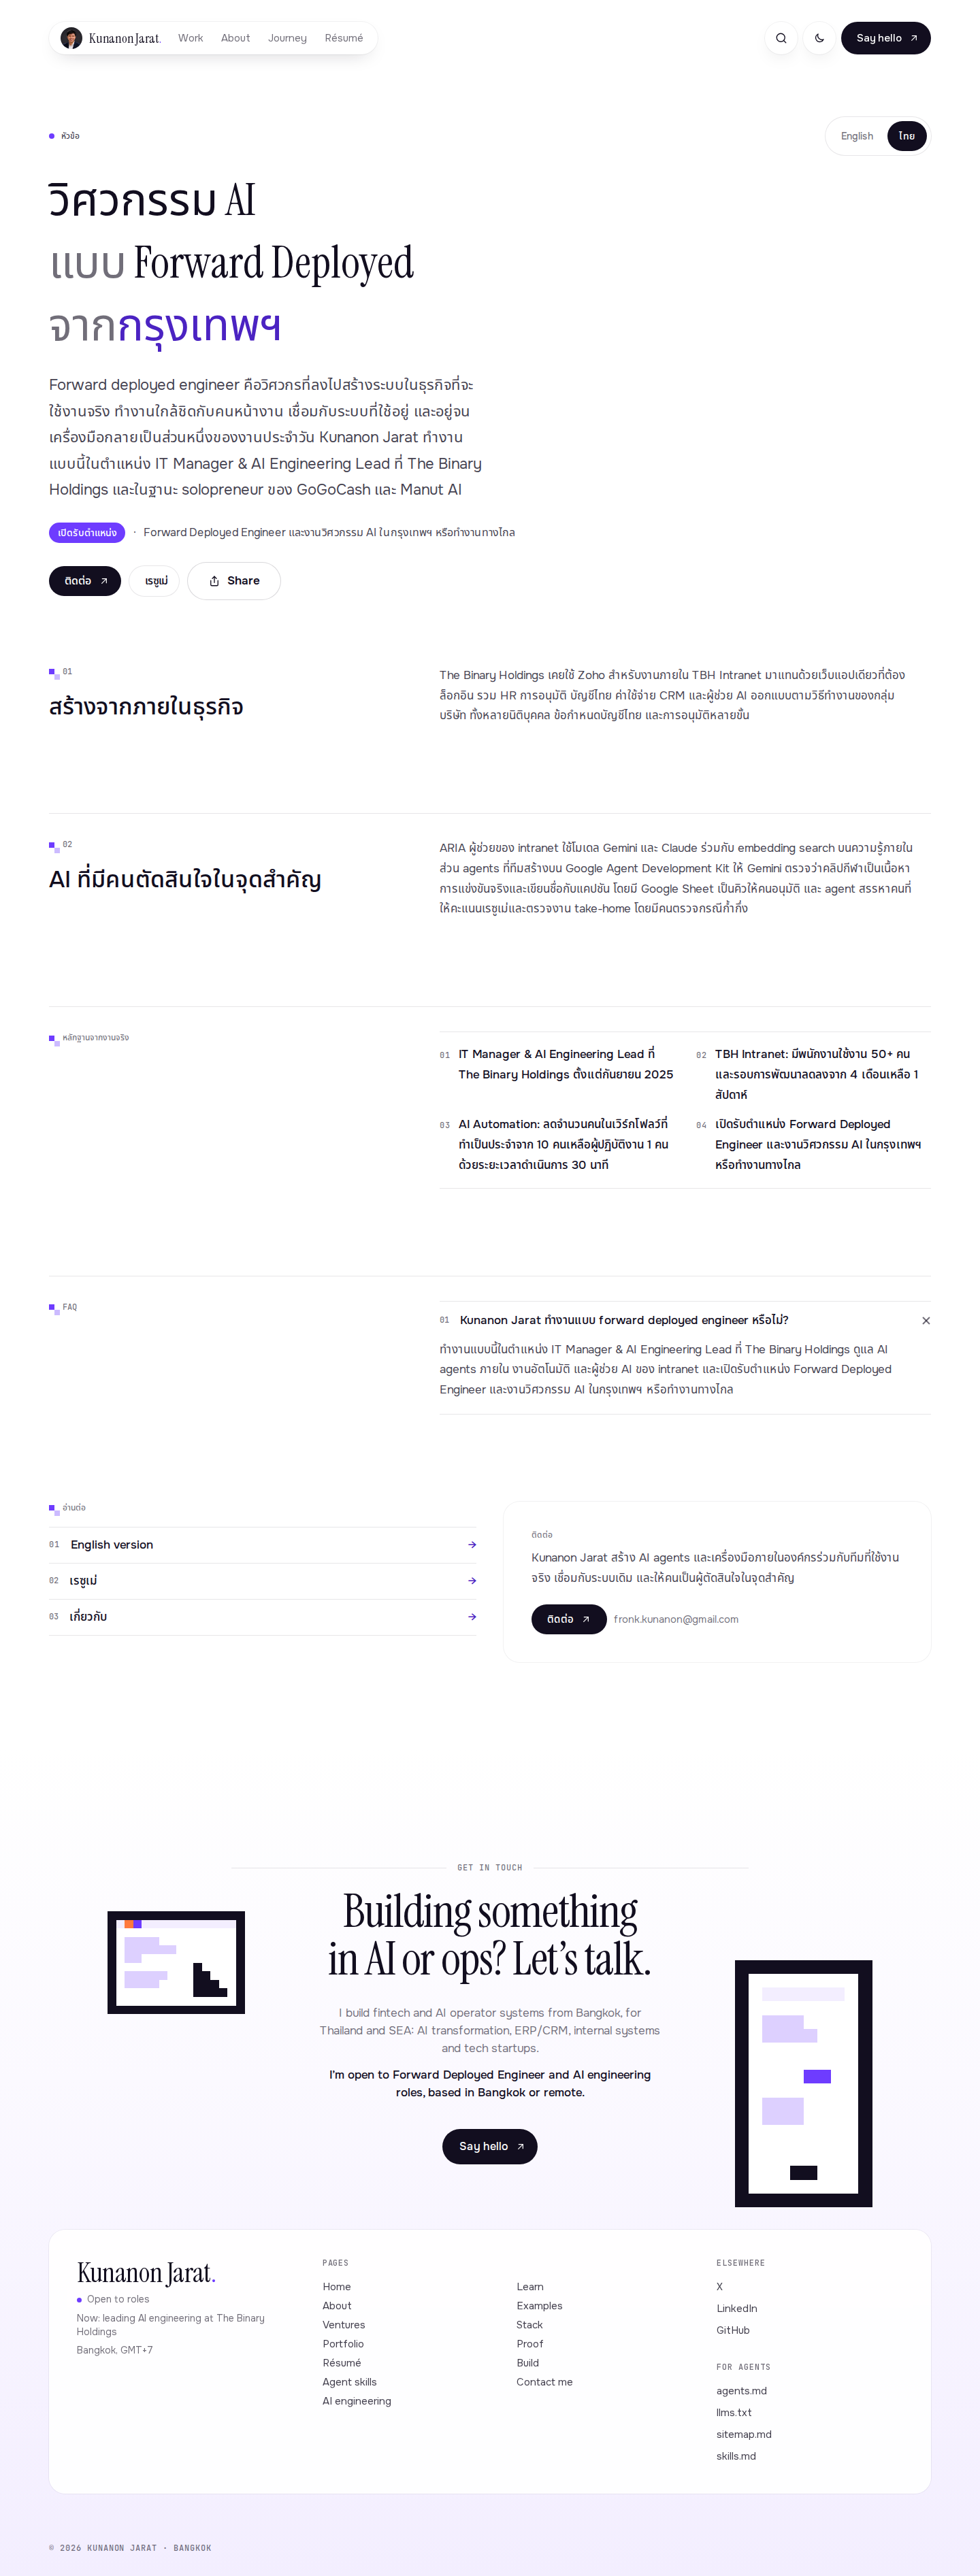 Kunanon Jarat.
Work
About
Journey
Résumé
Say hello
หัวข้อ
English
ไทย
วิศวกรรม AI
แบบ Forward Deployed
จากกรุงเทพฯ
Forward deployed engineer คือวิศวกรที่ลงไปสร้างระบบในธุรกิจที่จะ
ใช้งานจริง ทำงานใกล้ชิดกับคนหน้างาน เชื่อมกับระบบที่ใช้อยู่ และอยู่จน
เครื่องมือกลายเป็นส่วนหนึ่งของงานประจำวัน Kunanon Jarat ทำงาน
แบบนี้ในตำแหน่ง IT Manager & AI Engineering Lead ที่ The Binary
Holdings และในฐานะ solopreneur ของ GoGoCash และ Manut AI
เปิดรับตำแหน่ง · Forward Deployed Engineer และงานวิศวกรรม AI ในกรุงเทพฯ หรือทำงานทางไกล
ติดต่อ
เรซูเม่
Share
01
สร้างจากภายในธุรกิจ
The Binary Holdings เคยใช้ Zoho สำหรับงานภายใน TBH Intranet มาแทนด้วยเว็บแอปเดียวที่ต้อง
ล็อกอิน รวม HR การอนุมัติ บัญชีไทย ค่าใช้จ่าย CRM และผู้ช่วย AI ออกแบบตามวิธีทำงานของกลุ่ม
บริษัท ทั้งหลายนิติบุคคล ข้อกำหนดบัญชีไทย และการอนุมัติหลายขั้น
02
AI ที่มีคนตัดสินใจในจุดสำคัญ
ARIA ผู้ช่วยของ intranet ใช้โมเดล Gemini และ Claude ร่วมกับ embedding search บนความรู้ภายใน
ส่วน agents ที่ทีมสร้างบน Google Agent Development Kit ให้ Gemini ตรวจว่าคลิปกีฬาเป็นเนื้อหา
การแข่งขันจริงและเขียนชื่อกับแคปชัน โดยมี Google Sheet เป็นคิวให้คนอนุมัติ และ agent สรรหาคนที่
ให้คะแนนเรซูเม่และตรวจงาน take-home โดยมีคนตรวจกรณีก้ำกึ่ง
หลักฐานจากงานจริง
01 IT Manager & AI Engineering Lead ที่
The Binary Holdings ตั้งแต่กันยายน 2025
02 TBH Intranet: มีพนักงานใช้งาน 50+ คน
และรอบการพัฒนาลดลงจาก 4 เดือนเหลือ 1
สัปดาห์
03 AI Automation: ลดจำนวนคนในเวิร์กโฟลว์ที่
ทำเป็นประจำจาก 10 คนเหลือผู้ปฏิบัติงาน 1 คน
ด้วยระยะเวลาดำเนินการ 30 นาที
04 เปิดรับตำแหน่ง Forward Deployed
Engineer และงานวิศวกรรม AI ในกรุงเทพฯ
หรือทำงานทางไกล
FAQ
01 Kunanon Jarat ทำงานแบบ forward deployed engineer หรือไม่?
ทำงานแบบนี้ในตำแหน่ง IT Manager & AI Engineering Lead ที่ The Binary Holdings ดูแล AI
agents ภายใน งานอัตโนมัติ และผู้ช่วย AI ของ intranet และเปิดรับตำแหน่ง Forward Deployed
Engineer และงานวิศวกรรม AI ในกรุงเทพฯ หรือทำงานทางไกล
อ่านต่อ
01 English version
02 เรซูเม่
03 เกี่ยวกับ
ติดต่อ
Kunanon Jarat สร้าง AI agents และเครื่องมือภายในองค์กรร่วมกับทีมที่ใช้งาน
จริง เชื่อมกับระบบเดิม และให้คนเป็นผู้ตัดสินใจในจุดสำคัญ
ติดต่อ
fronk.kunanon@gmail.com
GET IN TOUCH
Building something
in AI or ops? Let's talk.
I build fintech and AI operator systems from Bangkok, for
Thailand and SEA: AI transformation, ERP/CRM, internal systems
and tech startups.
I'm open to Forward Deployed Engineer and AI engineering
roles, based in Bangkok or remote.
Say hello
Kunanon Jarat.
Open to roles
Now: leading AI engineering at The Binary
Holdings
Bangkok, GMT+7
PAGES
Home
About
Ventures
Portfolio
Résumé
Agent skills
AI engineering
Learn
Examples
Stack
Proof
Build
Contact me
ELSEWHERE
X
LinkedIn
GitHub
FOR AGENTS
agents.md
llms.txt
sitemap.md
skills.md
© 2026 KUNANON JARAT · BANGKOK